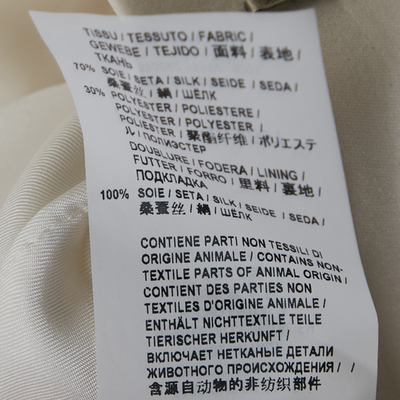 TISSU / TESSUTO / FABRIC /
GEWEBE / TEJIDO / 面料 / 表地 /
ТКАНЬ
70% SOIE / SETA / SILK / SEIDE / SEDA /
桑蚕丝 / 絹 / ШЁЛК
30% POLYESTER / POLIESTERE /
POLYESTER / POLYESTER /
POLIESTER / 聚酯纤维 / ポリエステ
ル / ПОЛИЭСТЕР
DOUBLURE / FODERA / LINING /
FUTTER / FORRO / 里料 / 裏地 /
ПОДКЛАДКА
100% SOIE / SETA / SILK / SEIDE / SEDA /
桑蚕丝 / 絹 / ШЁЛК
CONTIENE PARTI NON TESSILI DI
ORIGINE ANIMALE / CONTAINS NON-
TEXTILE PARTS OF ANIMAL ORIGIN /
CONTIENT DES PARTIES NON
TEXTILES D'ORIGINE ANIMALE /
ENTHÄLT NICHTTEXTILE TEILE
TIERISCHER HERKUNFT /
ВКЛЮЧАЕТ НЕТКАНЫЕ ДЕТАЛИ
ЖИВОТНОГО ПРОИСХОЖДЕНИЯ /
含源自动物的非纺织部件